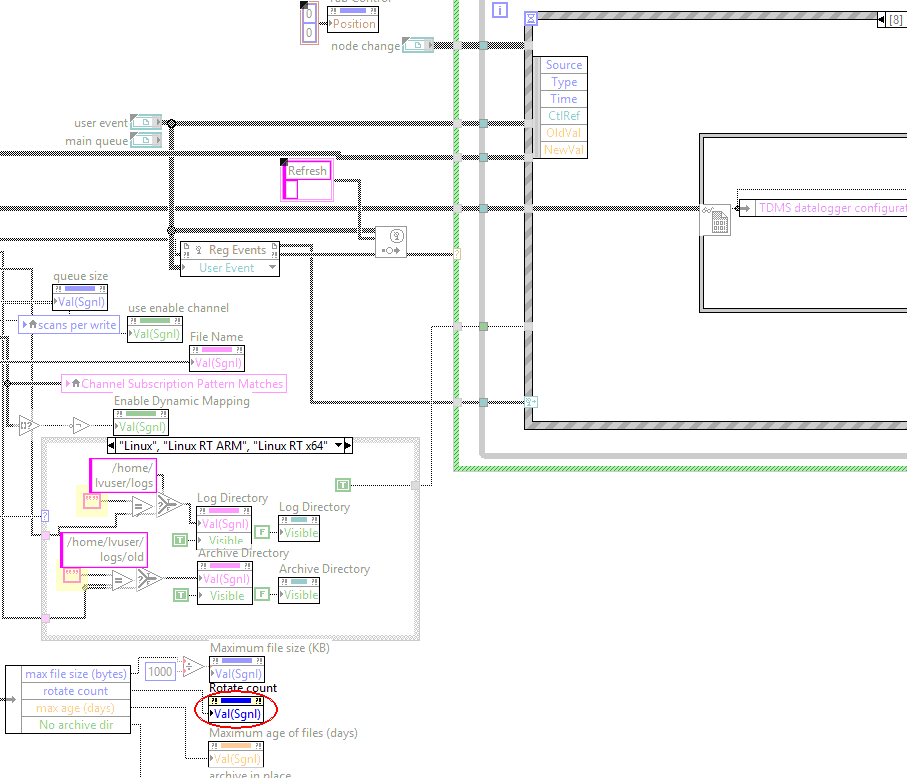 Tab Control
0
0
Position
i
[8]
node change
Source
Type
Time
CtlRef
OldVal
NewVal
user event
main queue
Refresh
TDMS datalogger configurat
Reg Events
User Event
queue size
Val(Sgnl)
scans per write
use enable channel
Val(Sgnl)
File Name
Val(Sgnl)
Channel Subscription Pattern Matches
Enable Dynamic Mapping
Val(Sgnl)
"Linux", "Linux RT ARM", "Linux RT x64"
/home/
lvuser/logs
T
Log Directory
Val(Sgnl)
Visible
T
Log Directory
F
Visible
/home/lvuser/
logs/old
Archive Directory
Val(Sgnl)
Visible
T
Archive Directory
F
Visible
Maximum file size (KB)
1000
Val(Sgnl)
max file size (bytes)
rotate count
max age (days)
No archive dir
Rotate count
Val(Sgnl)
Maximum age of files (days)
Val(Sgnl)
archive in place